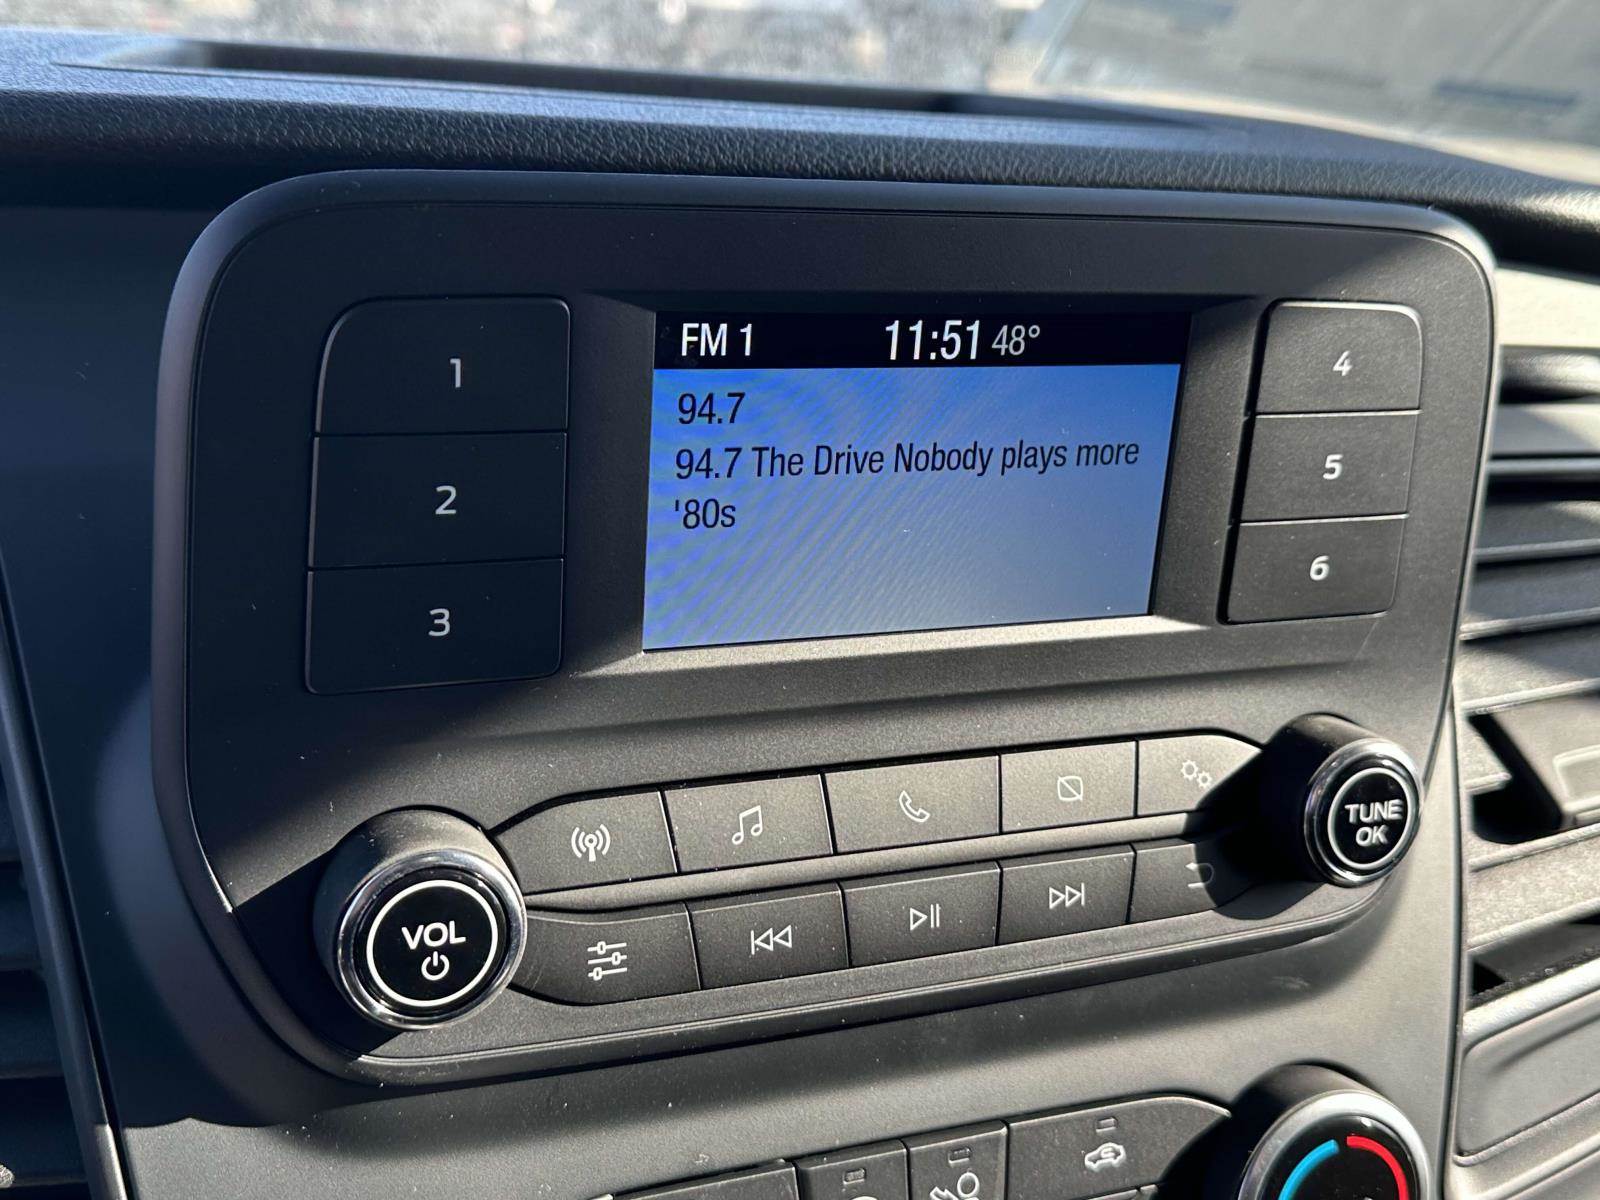 FM 1 11:51 48°
94.7
94.7 The Drive Nobody plays more
'80s
1
2
3
4
5
6
VOL
TUNE
OK